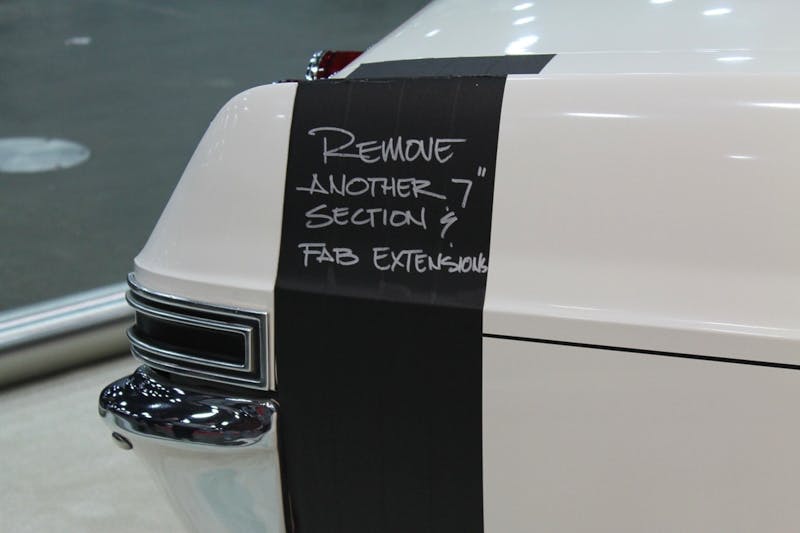 REMOVE
ANOTHER 7"
SECTION &
FAB EXTENSIONS